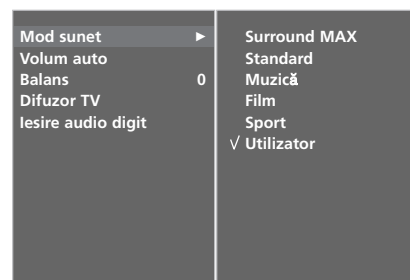 Mod sunet ►
Volum auto
Balans 0
Difuzor TV
Iesire audio digit
Surround MAX
Standard
Muzică
Film
Sport
√ Utilizator